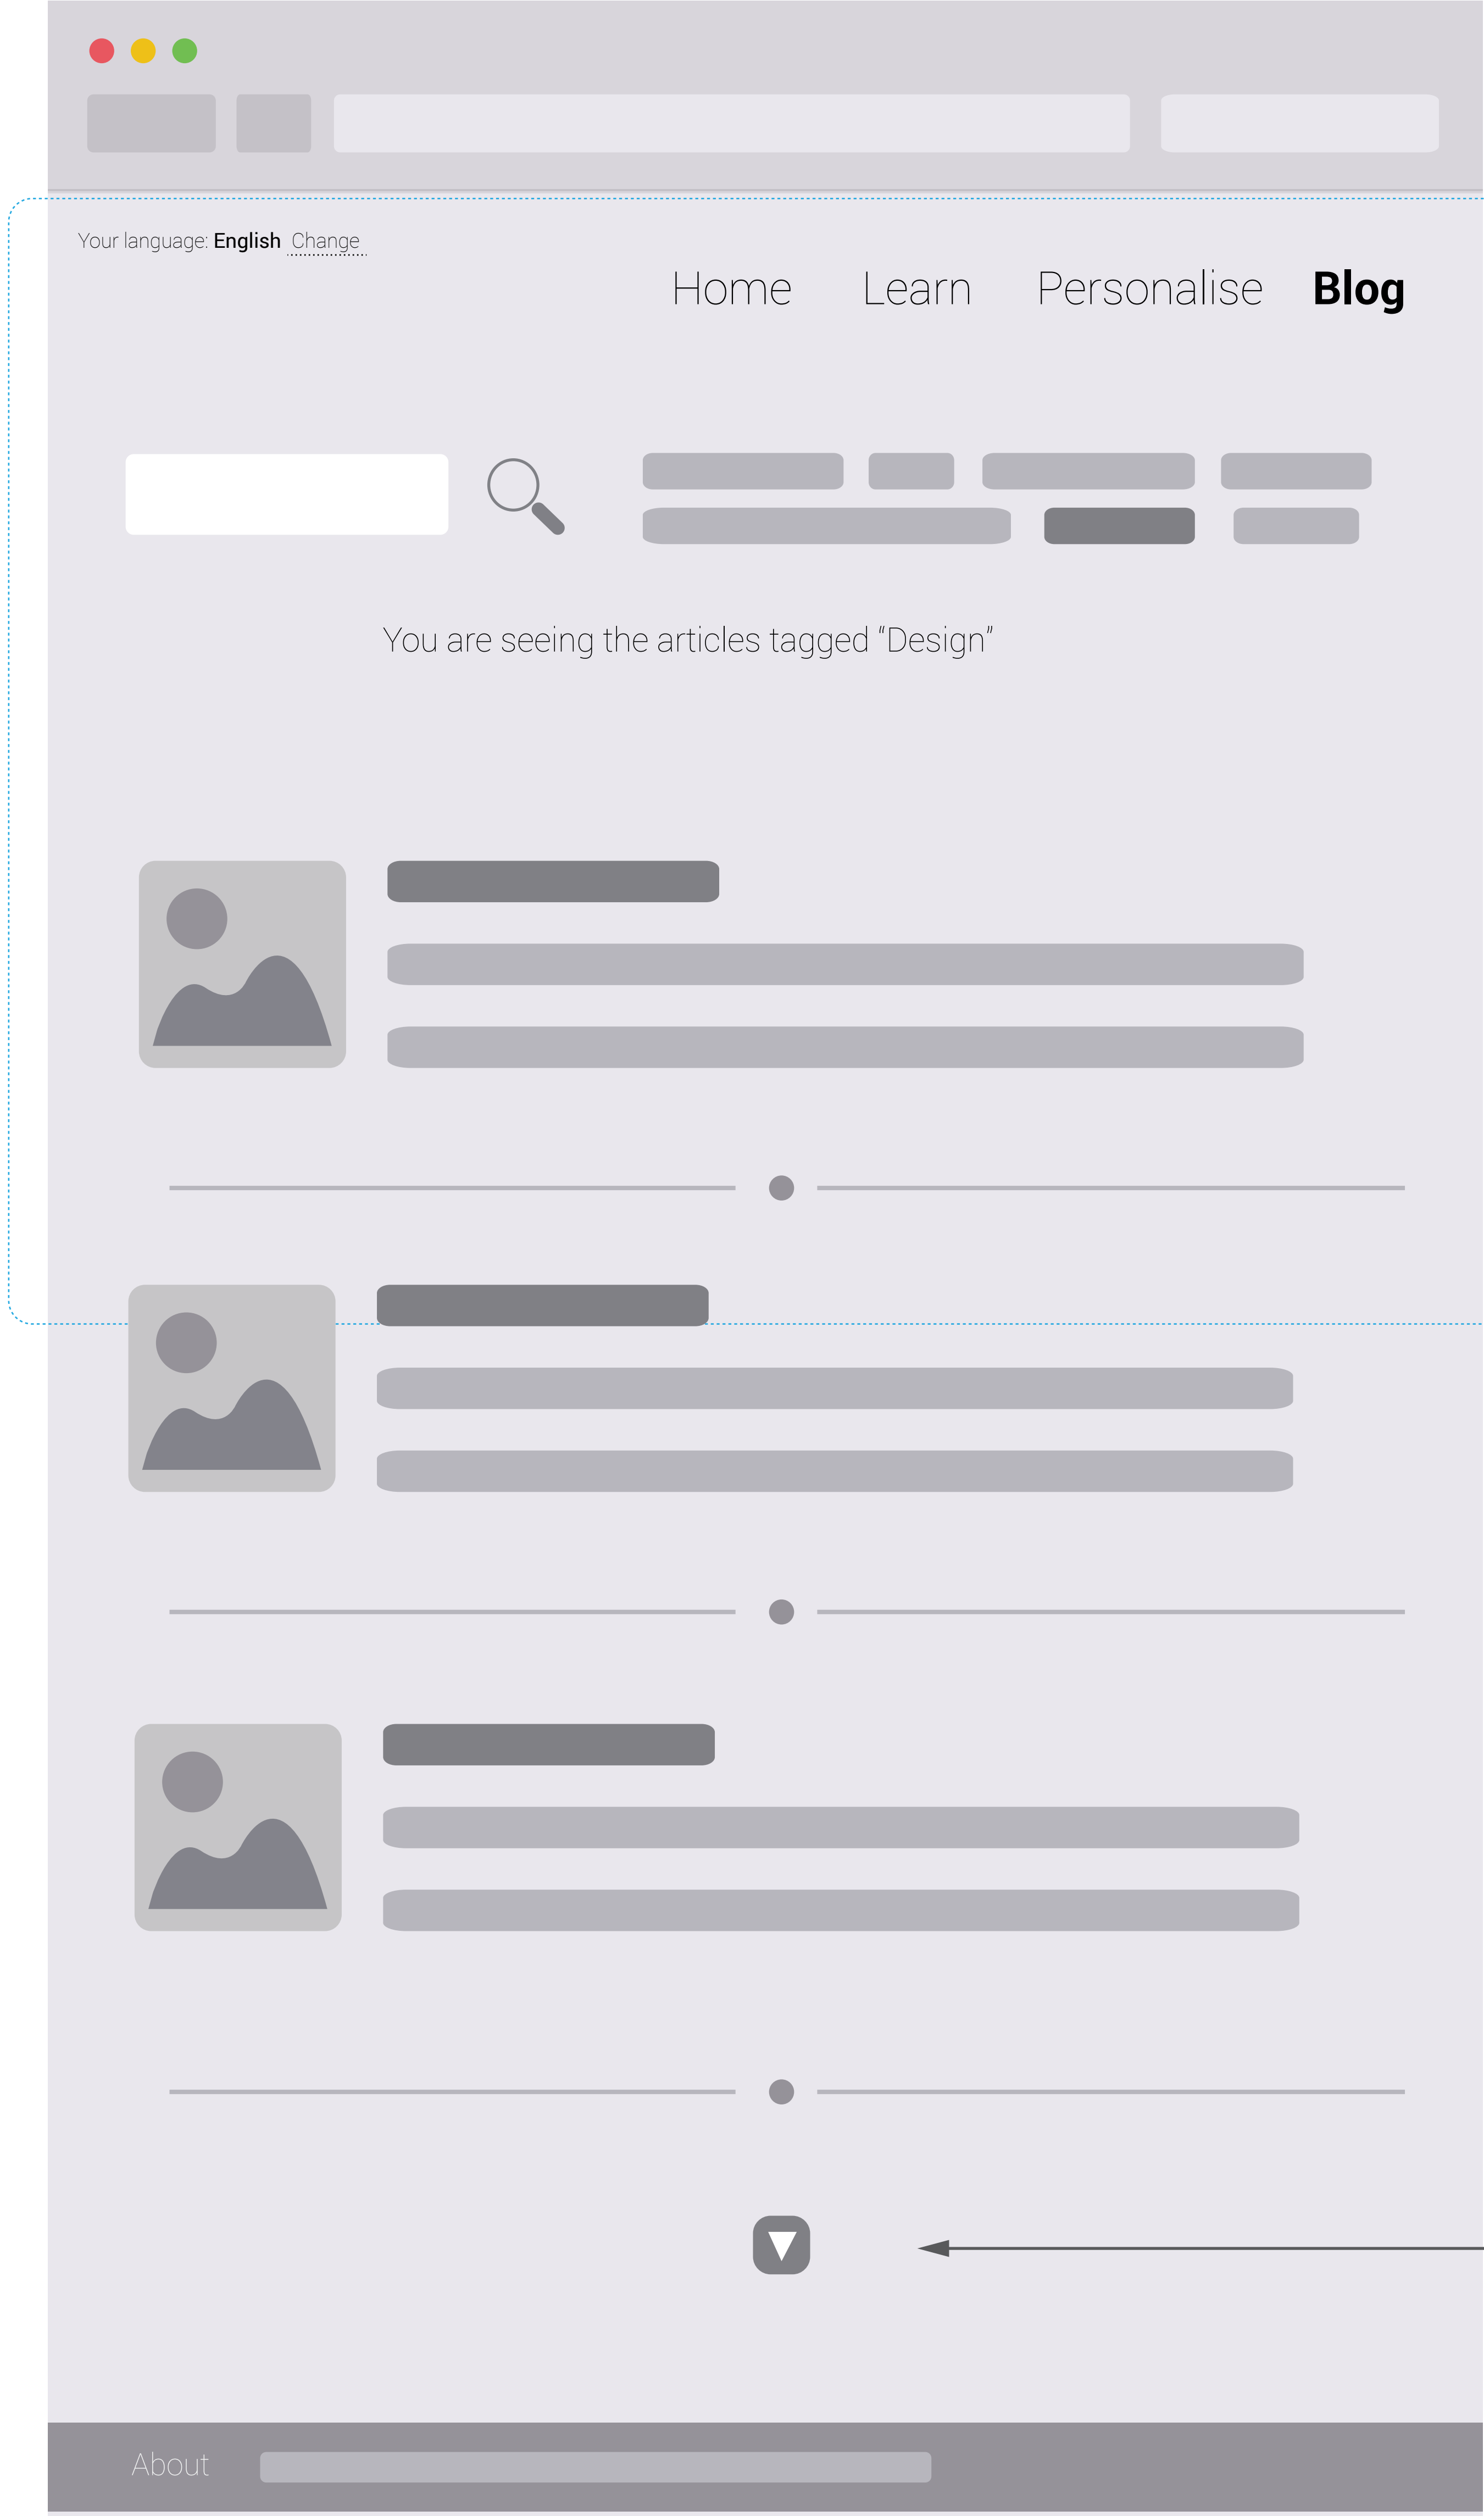 Your language: English Change
Home Learn Personalise Blog
You are seeing the articles tagged “Design”
About